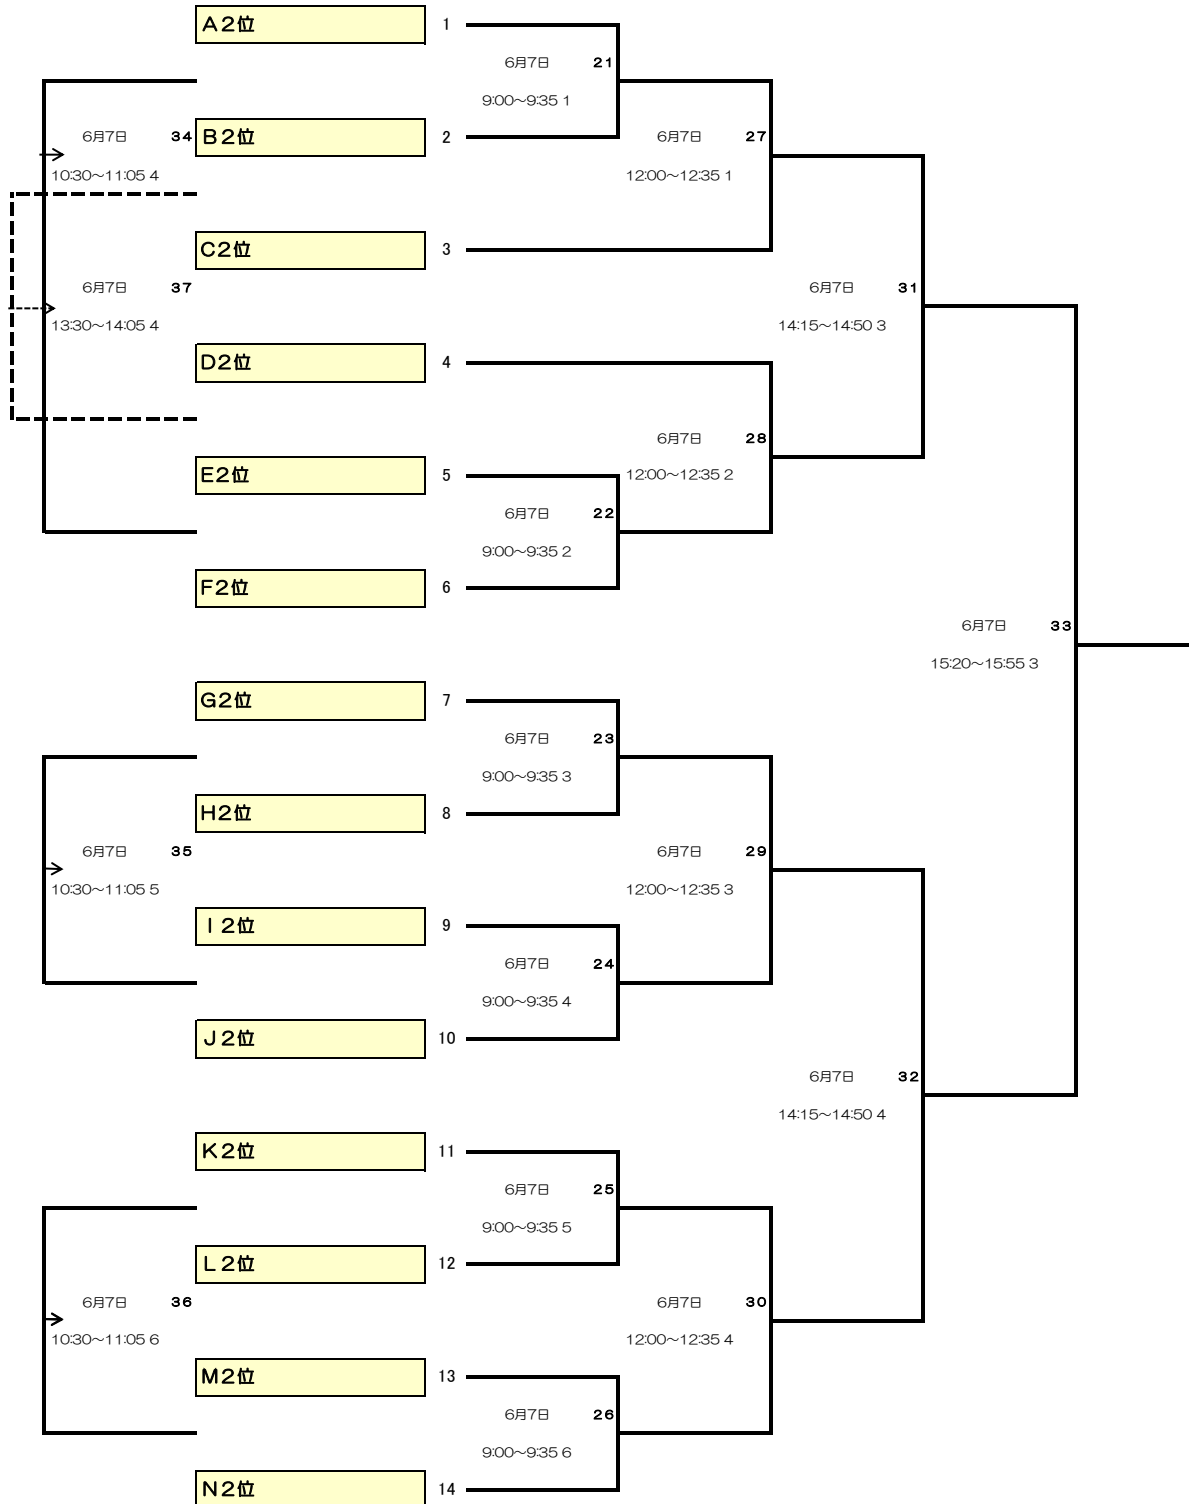 A2位 1
6月7日 21
9:00～9:35 1
6月7日 34 B2位 2 6月7日 27
10:30～11:05 4 12:00～12:35 1
C2位 3
6月7日 37 6月7日 31
13:30～14:05 4 14:15～14:50 3
D2位 4
6月7日 28
E2位 5 12:00～12:35 2
6月7日 22
9:00～9:35 2
F2位 6
6月7日 33
15:20～15:55 3
G2位 7
6月7日 23
9:00～9:35 3
H2位 8
6月7日 35 6月7日 29
10:30～11:05 5 12:00～12:35 3
I2位 9
6月7日 24
9:00～9:35 4
J2位 10
6月7日 32
14:15～14:50 4
K2位 11
6月7日 25
9:00～9:35 5
L2位 12
6月7日 36 6月7日 30
10:30～11:05 6 12:00～12:35 4
M2位 13
6月7日 26
9:00～9:35 6
N2位 14